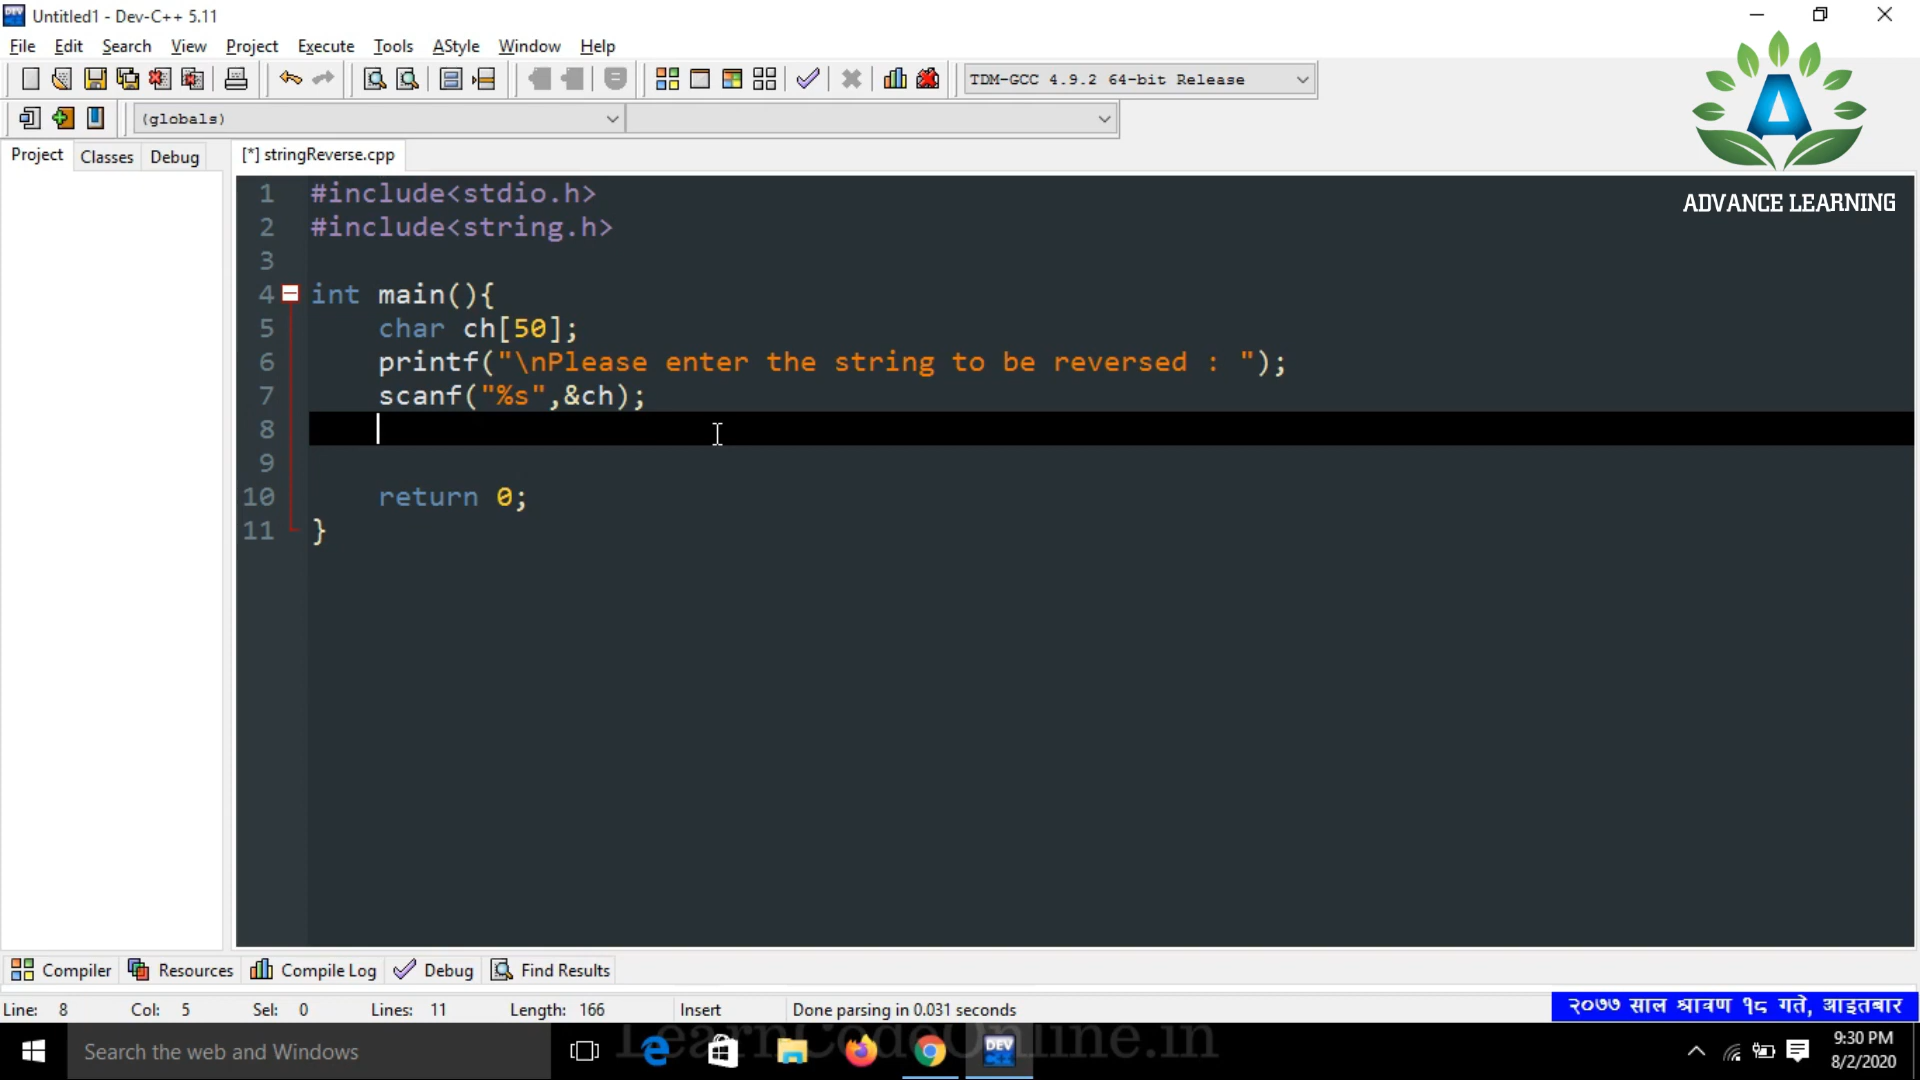 Untitled1 - Dev-C++ 5.11
File Edit Search View Project Execute Tools AStyle Window Help
TDM-GCC 4.9.2 64-bit Release
(globals)
Project Classes Debug [*] stringReverse.cpp
ADVANCE LEARNING
1 #include<stdio.h>
2 #include<string.h>
3
4 int main(){
5 char ch[50];
6 printf("\nPlease enter the string to be reversed : ");
7 scanf("%s",&ch);
8
9
10 return 0;
11 }
Compiler Resources Compile Log Debug Find Results
Line: 8 Col: 5 Sel: 0 Lines: 11 Length: 166 Insert Done parsing in 0.031 seconds
२०७७ साल श्रावण १८ गते, आइतबार
LearnCodeOnline.in
Search the web and Windows
DEV
9:30 PM
8/2/2020